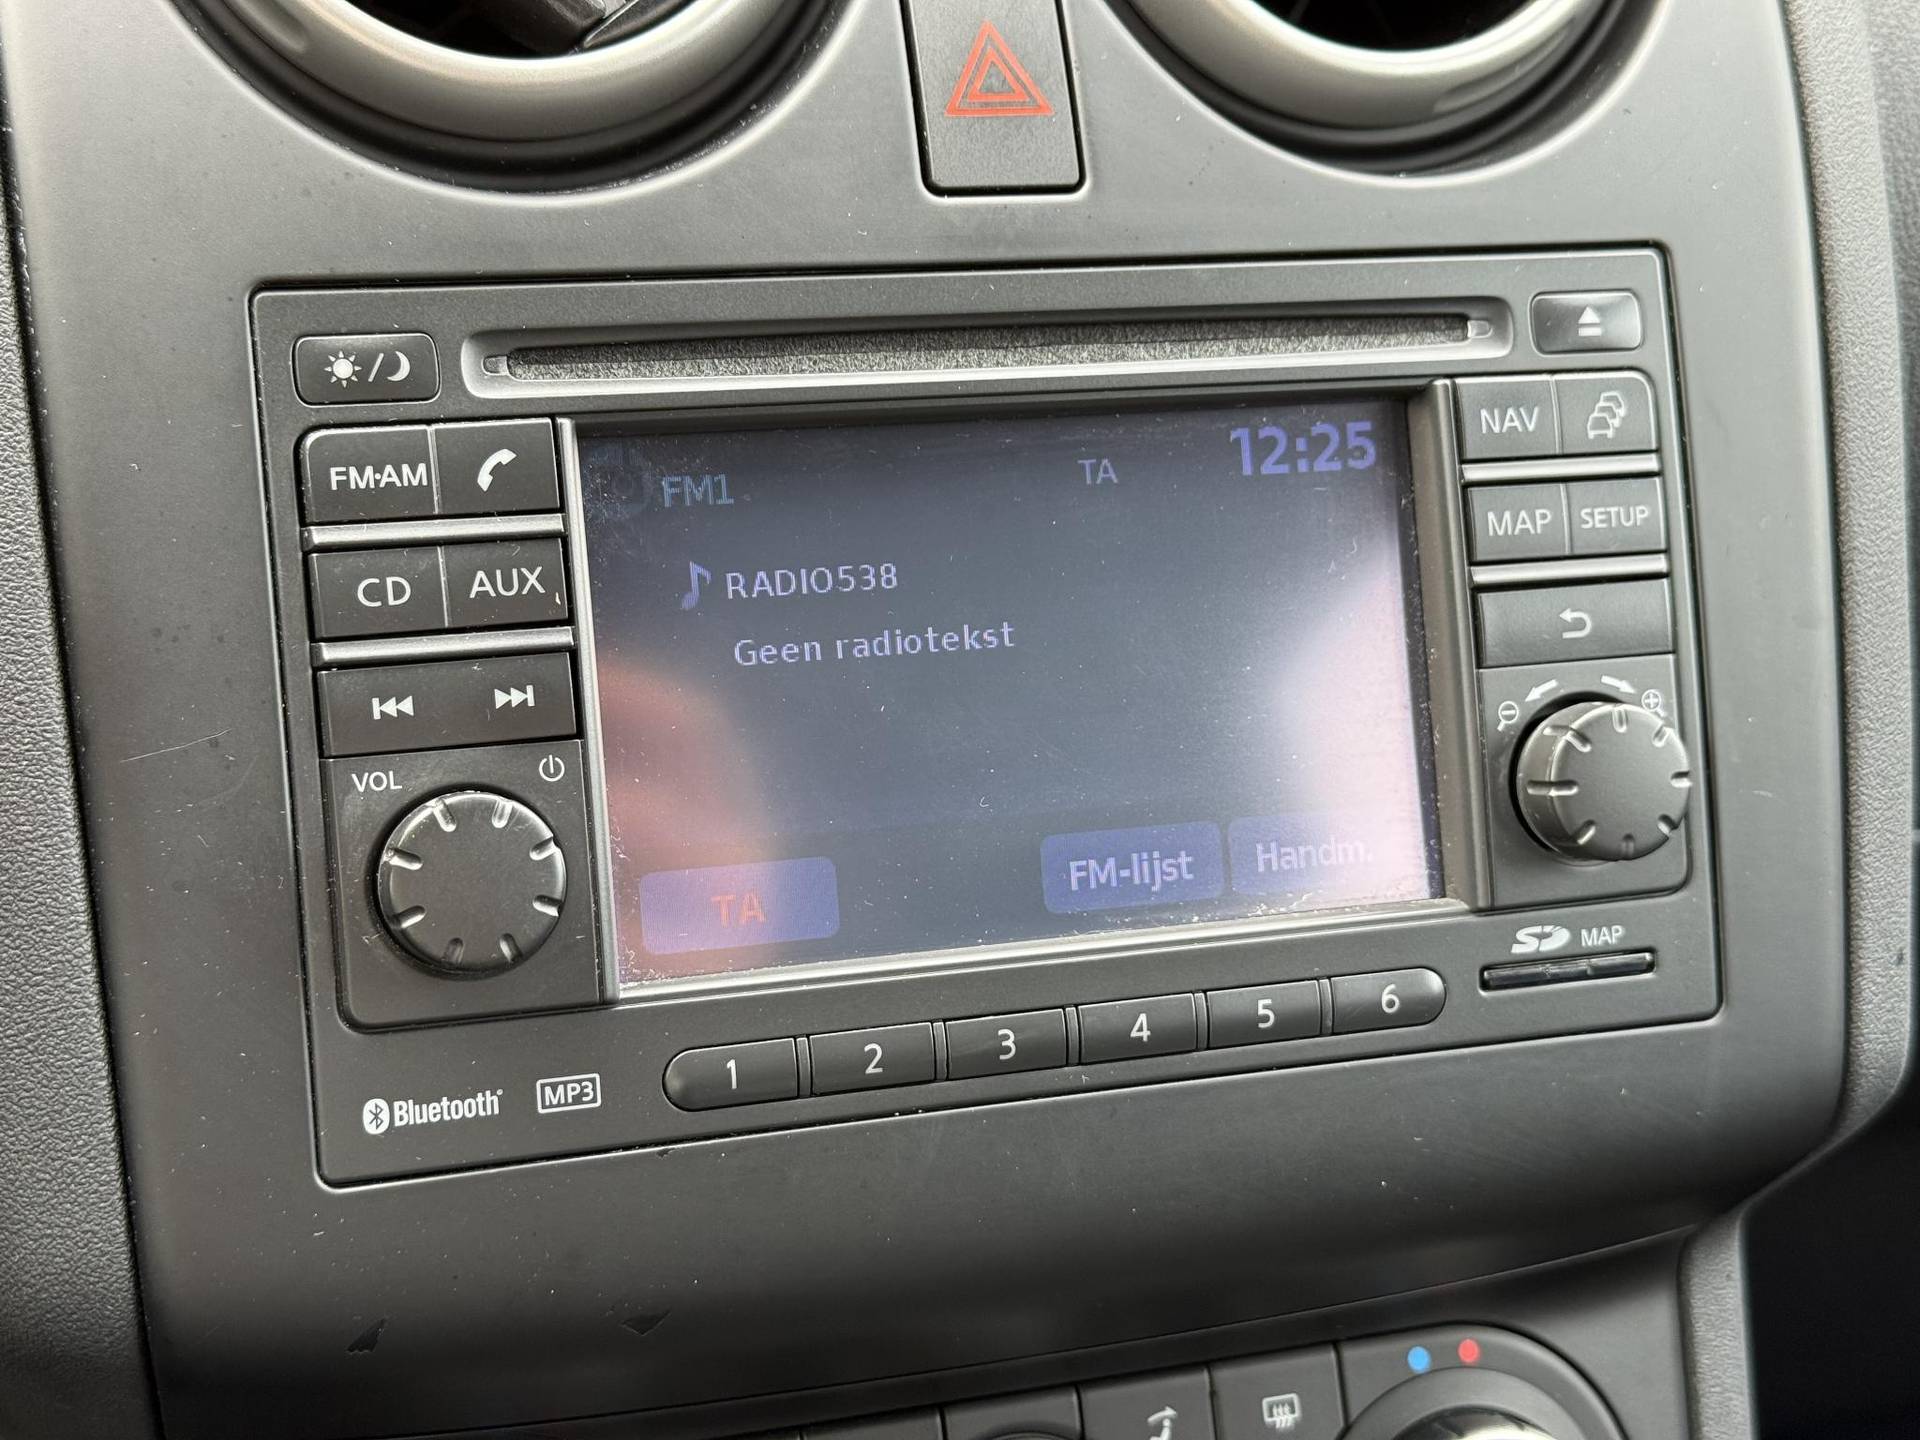 FM·AM
CD
AUX
VOL
FM1
TA
12:25
RADIO538
Geen radiotekst
TA
FM-lijst
Handm.
NAV
MAP
SETUP
SD MAP
1 2 3 4 5 6
Bluetooth
MP3